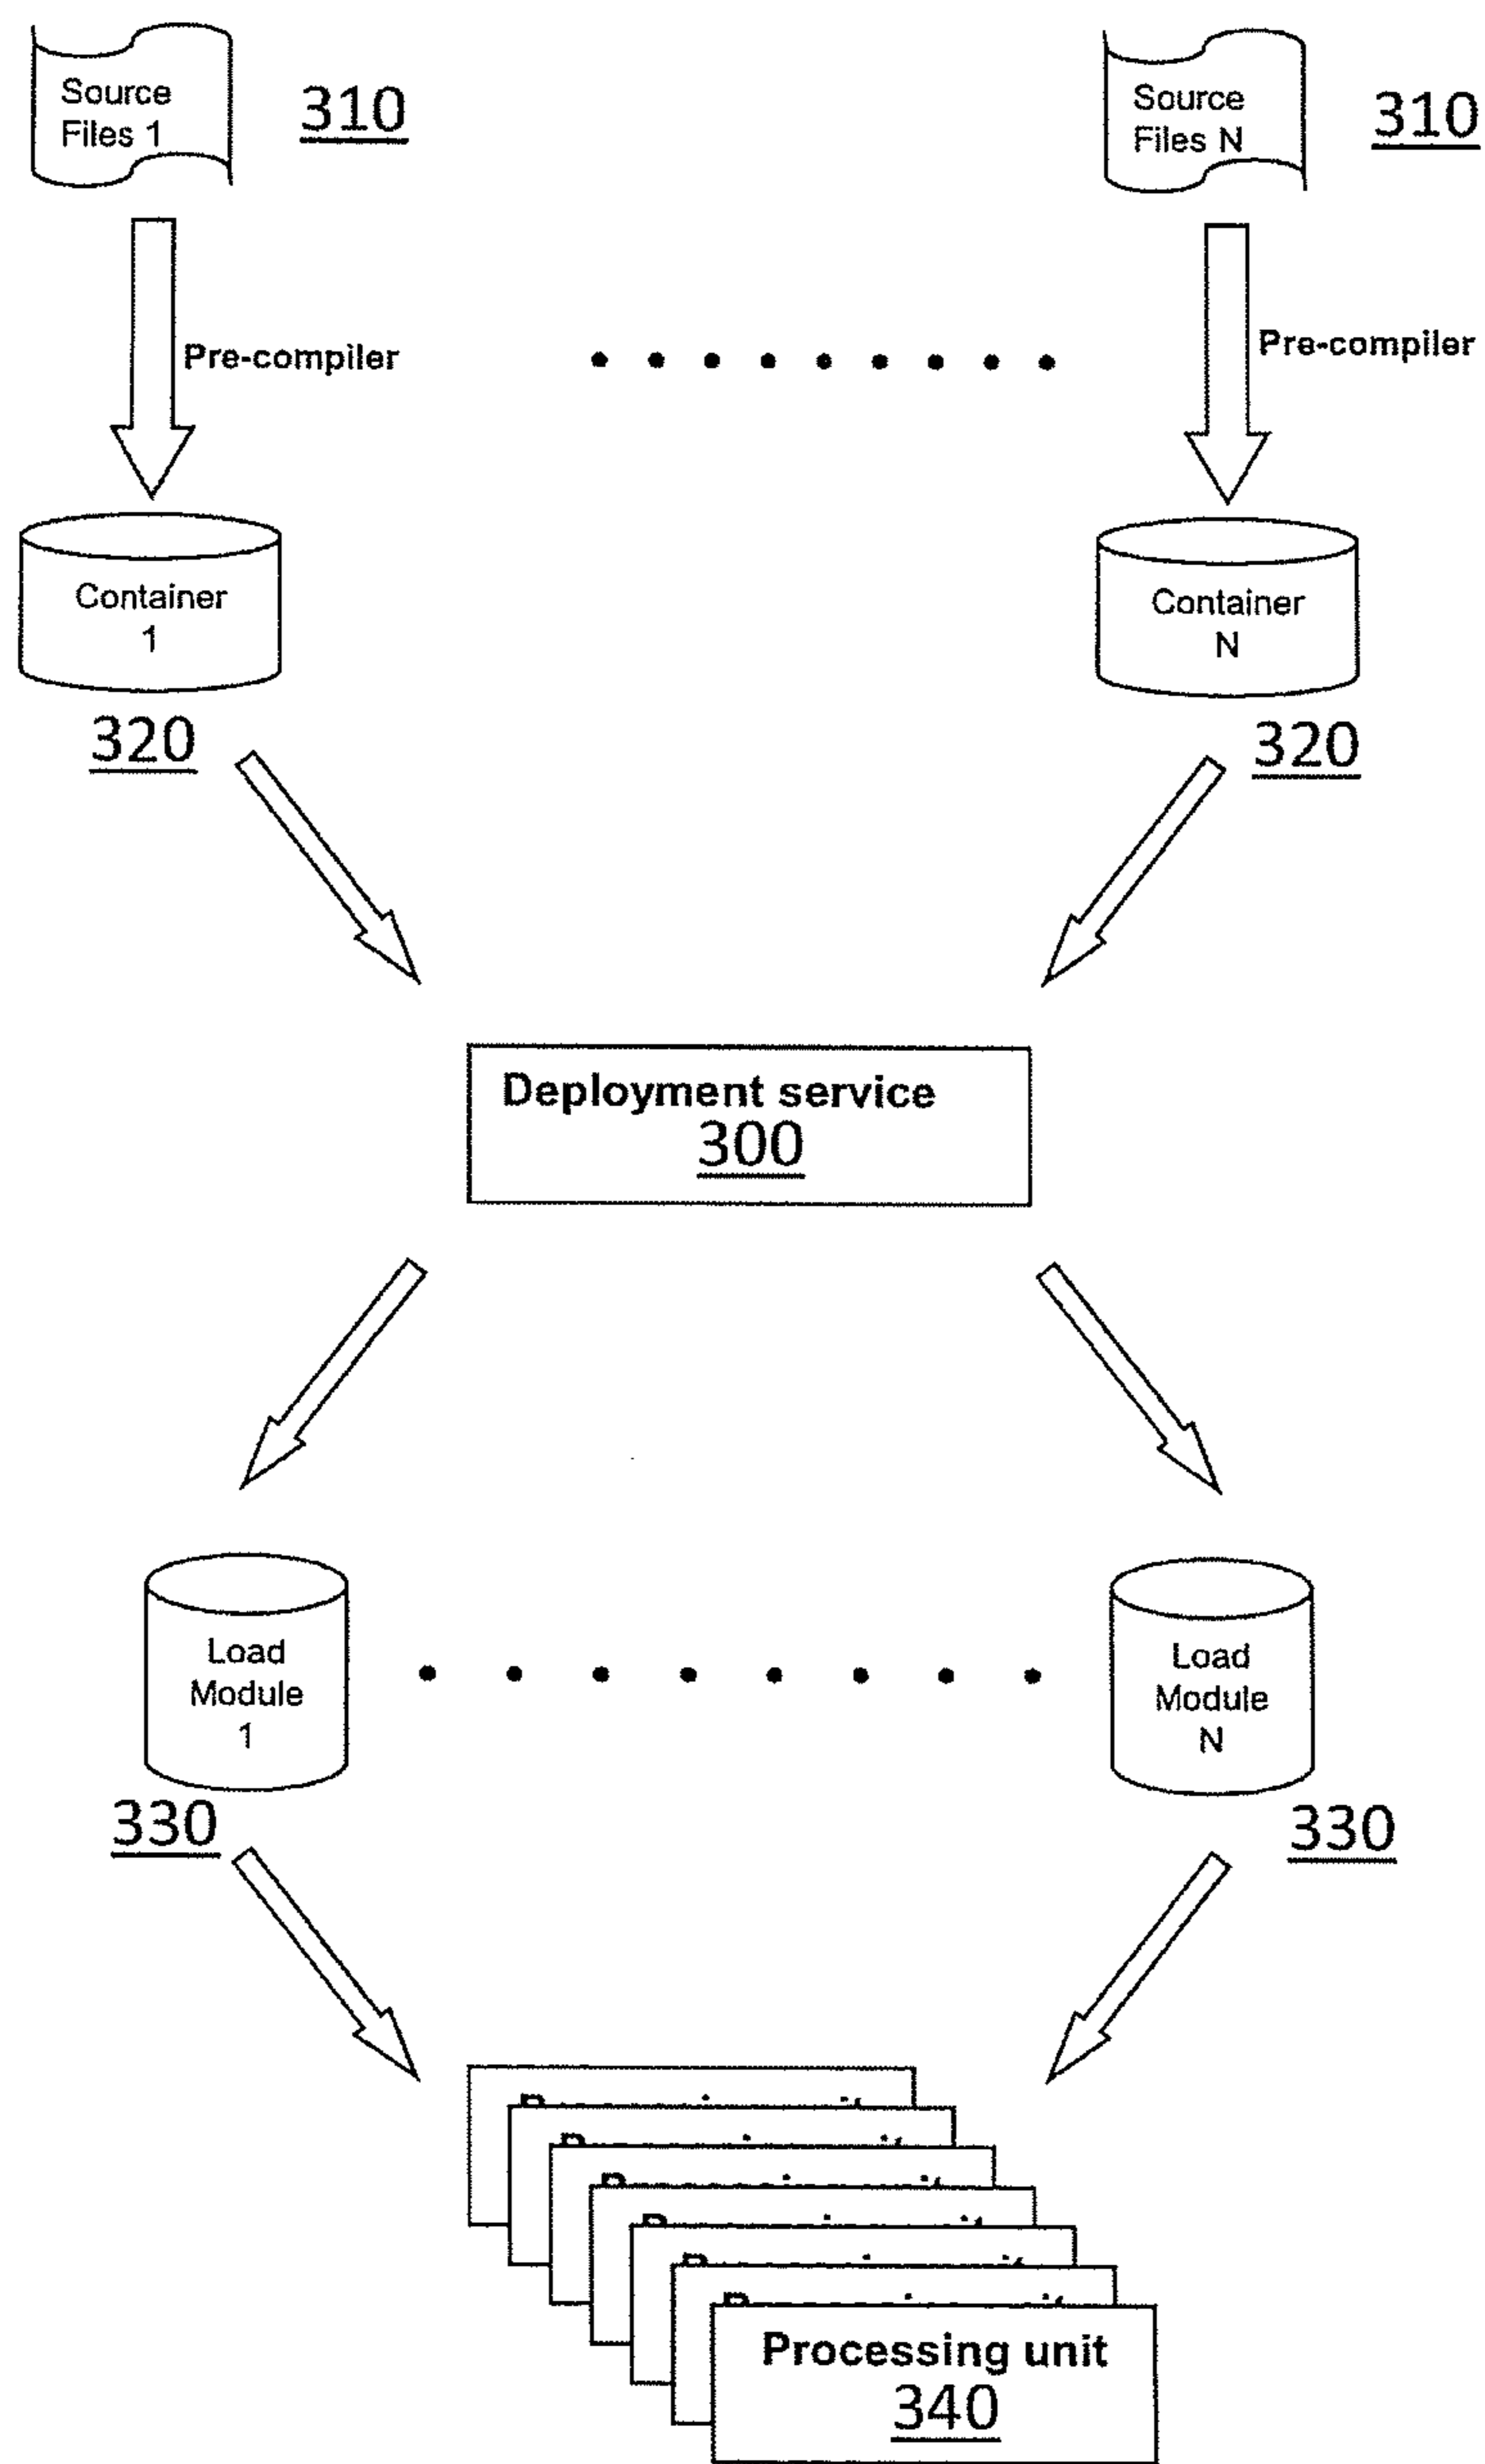 Source
Files 1
310
Source
Files N
310
Pre-compiler
Pre-compiler
Container
1
Container
N
320
320
Deployment service
300
Load
Module
1
Load
Module
N
330
330
Processing unit
340